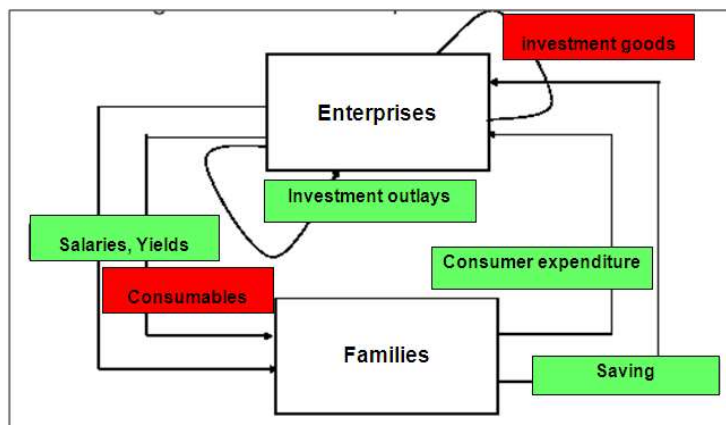 Investment goods
Enterprises
Investment outlays
Salaries, Yields
Consumer expenditure
Consumables
Families
Saving